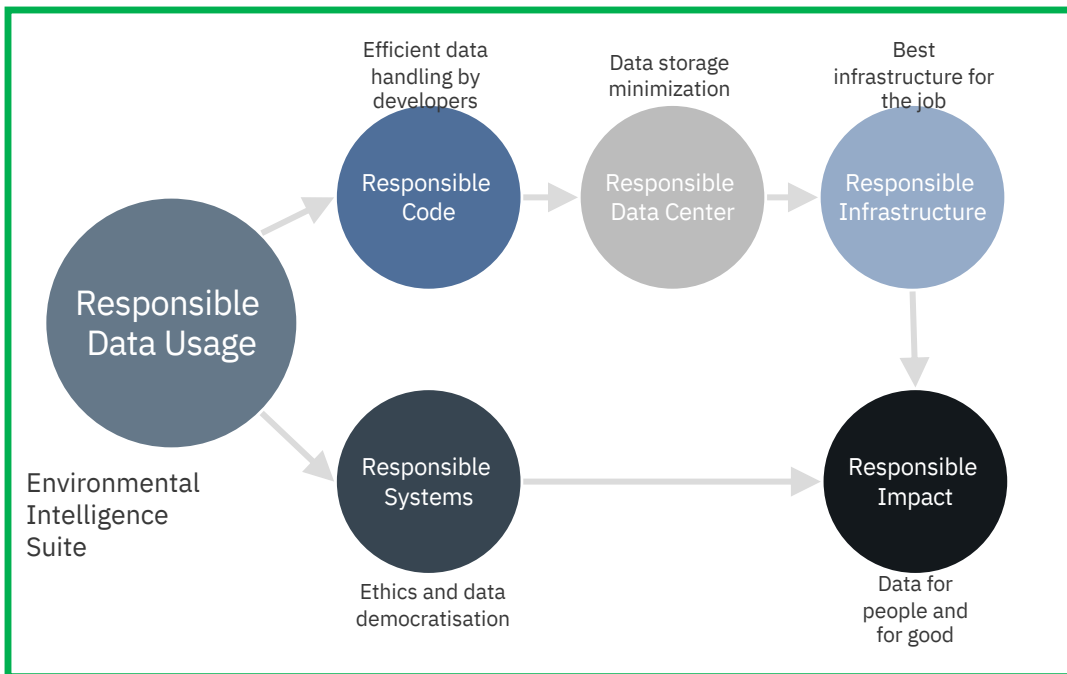 Efficient data
handling by
developers
Data storage
minimization
Best
infrastructure for
the job
Responsible
Code
Responsible
Data Center
Responsible
Infrastructure
Responsible
Data Usage
Environmental
Intelligence
Suite
Responsible
Systems
Responsible
Impact
Ethics and data
democratisation
Data for
people and
for good